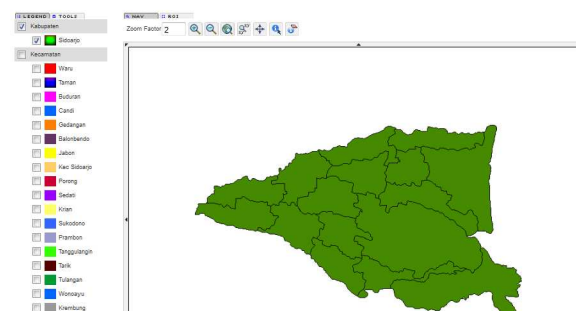 LEGEND TOOLS
NAV ROI
Kabupaten
Zoom Factor 2
Sidoarjo
Kecamatan
Waru
Taman
Buduran
Candi
Gedangan
Balonbendo
Jabon
Kec Sidoarjo
Porong
Sedati
Krian
Sukodono
Prambon
Tanggulangin
Tarik
Tulangan
Wonoayu
Krembung